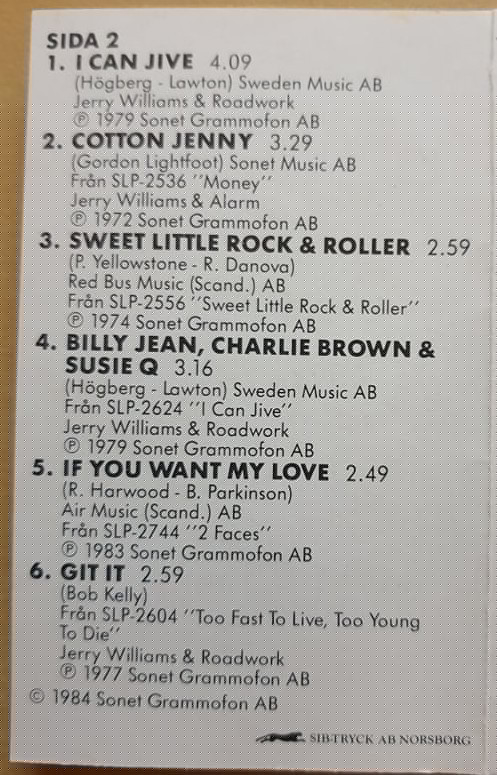 SIDA 2
1. I CAN JIVE 4.09
(Högberg - Lawton) Sweden Music AB
Jerry Williams & Roadwork
Ⓟ 1979 Sonet Grammofon AB
2. COTTON JENNY 3.29
(Gordon Lightfoot) Sonet Music AB
Från SLP-2536 ''Money''
Jerry Williams & Alarm
Ⓟ 1972 Sonet Grammofon AB
3. SWEET LITTLE ROCK & ROLLER 2.59
(P. Yellowstone - R. Danova)
Red Bus Music (Scand.) AB
Från SLP-2556 ''Sweet Little Rock & Roller''
Ⓟ 1974 Sonet Grammofon AB
4. BILLY JEAN, CHARLIE BROWN &
SUSIE Q 3.16
(Högberg - Lawton) Sweden Music AB
Från SLP-2624 ''I Can Jive''
Jerry Williams & Roadwork
Ⓟ 1979 Sonet Grammofon AB
5. IF YOU WANT MY LOVE 2.49
(R. Harwood - B. Parkinson)
Air Music (Scand.) AB
Från SLP-2744 ''2 Faces''
Ⓟ 1983 Sonet Grammofon AB
6. GIT IT 2.59
(Bob Kelly)
Från SLP-2604 ''Too Fast To Live, Too Young
To Die''
Jerry Williams & Roadwork
Ⓟ 1977 Sonet Grammofon AB
© 1984 Sonet Grammofon AB
SIB-TRYCK AB NORSBORG